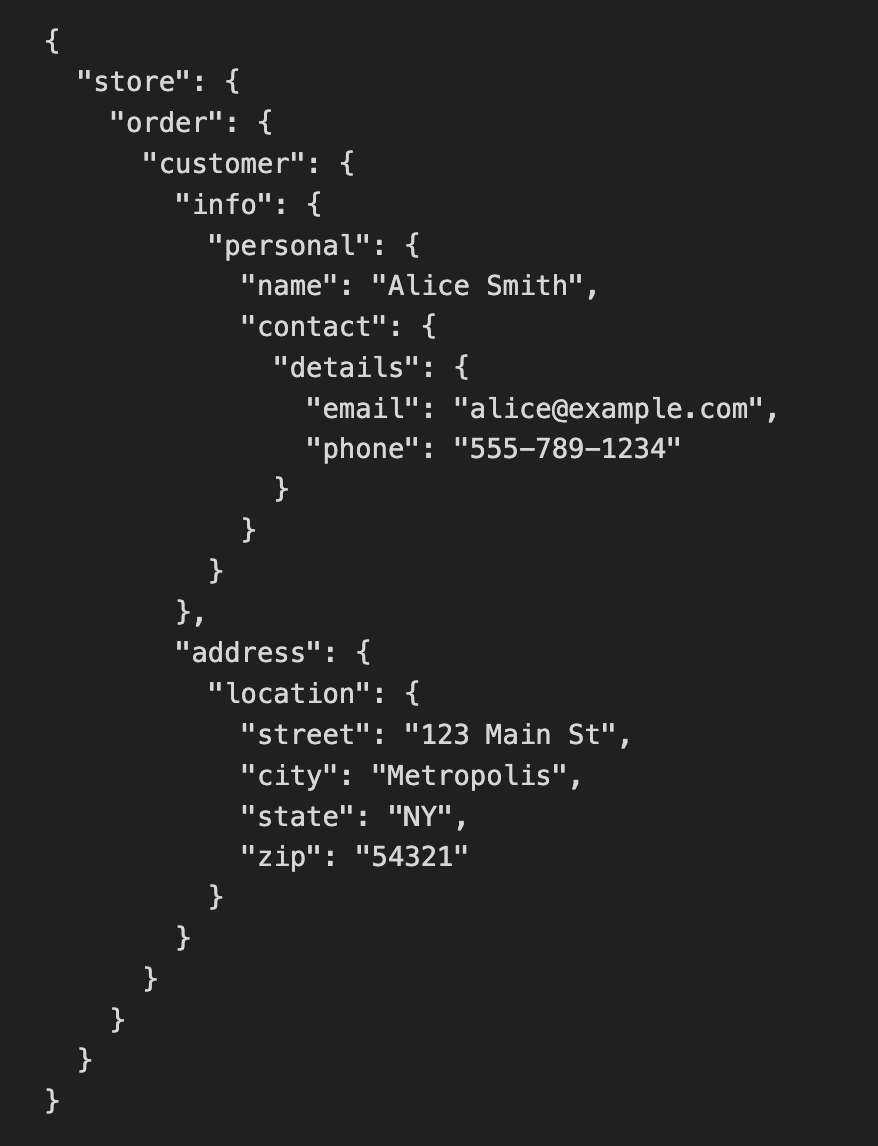 {
  "store": {
    "order": {
      "customer": {
        "info": {
          "personal": {
            "name": "Alice Smith",
            "contact": {
              "details": {
                "email": "alice@example.com",
                "phone": "555-789-1234"
              }
            }
          }
        },
        "address": {
          "location": {
            "street": "123 Main St",
            "city": "Metropolis",
            "state": "NY",
            "zip": "54321"
          }
        }
      }
    }
  }
}